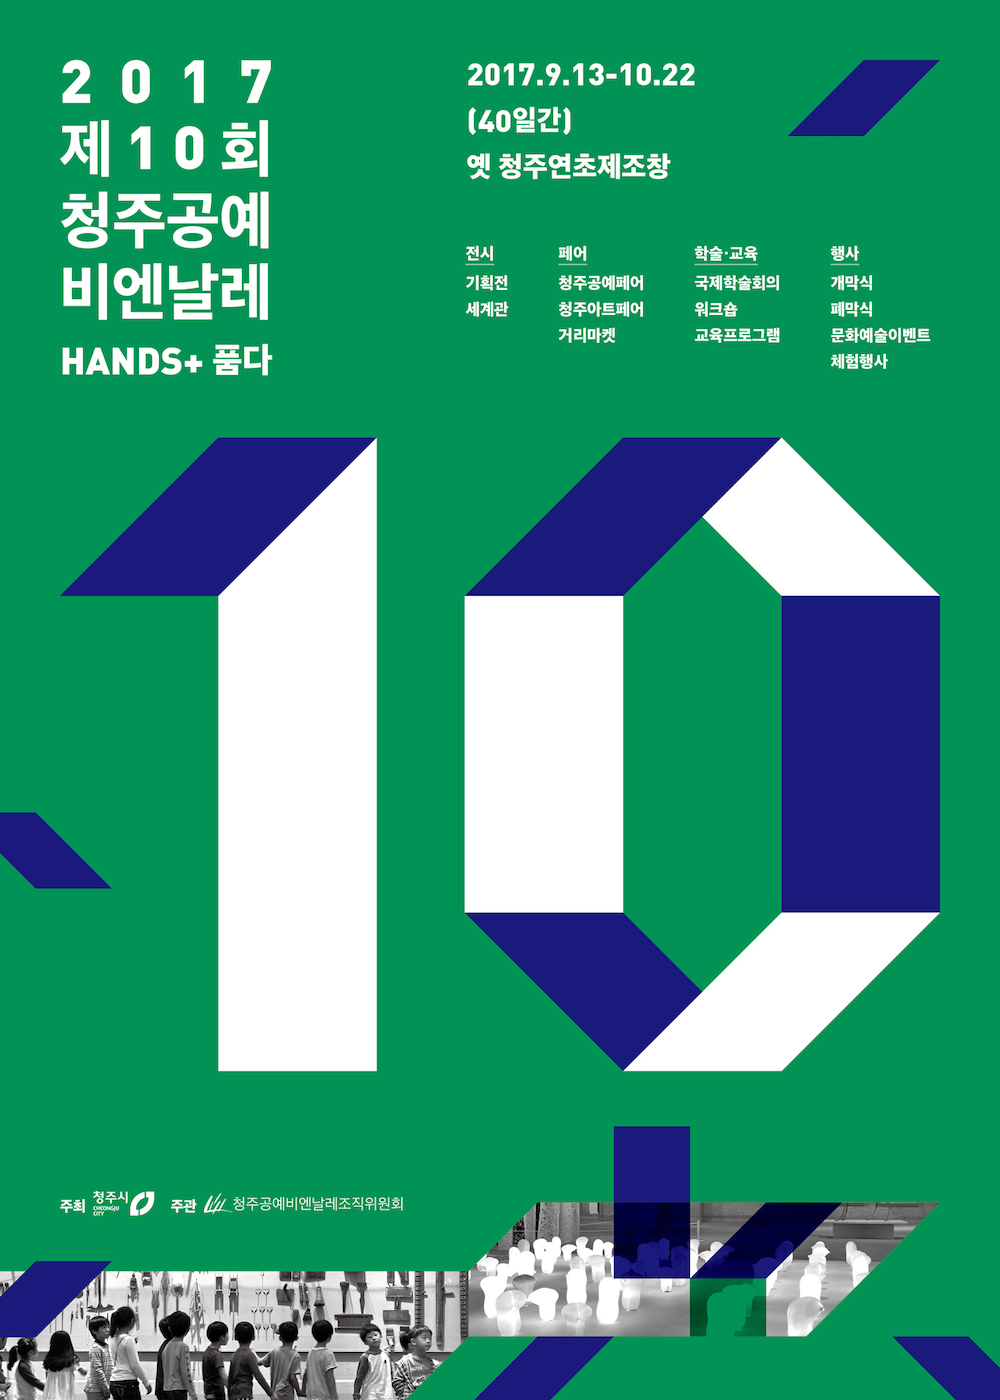 2017
제10회
청주공예
비엔날레
HANDS+ 품다
2017.9.13-10.22
(40일간)
옛 청주연초제조창
전시
기획전
세계관
페어
청주공예페어
청주아트페어
거리마켓
학술·교육
국제학술회의
워크숍
교육프로그램
행사
개막식
폐막식
문화예술이벤트
체험행사
10
주최 청주시
CHEONGJU
CITY
주관 청주공예비엔날레조직위원회